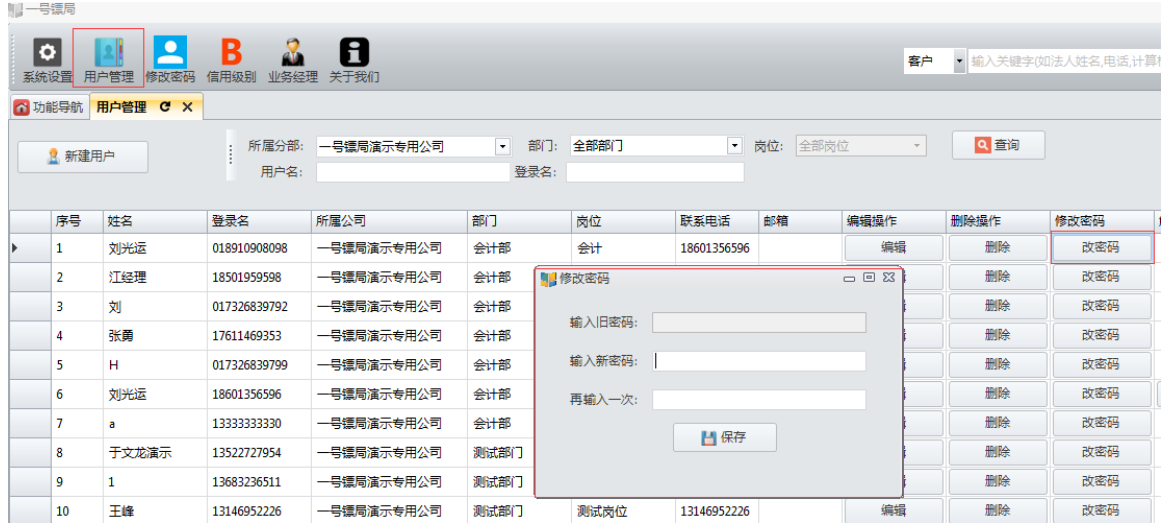 一号镖局
系统设置 用户管理 修改密码 信用级别 业务经理 关于我们
客户 输入关键字(如法人姓名,电话,计算
功能导航 用户管理
新建用户 所属分部: 一号镖局演示专用公司 部门: 全部部门 岗位: 全部岗位 查询
用户名: 登录名:
序号 姓名 登录名 所属公司 部门 岗位 联系电话 邮箱 编辑操作 删除操作 修改密码
1 刘光运 018910908098 一号镖局演示专用公司 会计部 会计 18601356596 编辑 删除 改密码
2 江经理 18501959598 一号镖局演示专用公司 会计部 删除 改密码
3 刘 017326839792 一号镖局演示专用公司 会计部 删除 改密码
4 张勇 17611469353 一号镖局演示专用公司 会计部 删除 改密码
5 H 017326839799 一号镖局演示专用公司 会计部 删除 改密码
6 刘光运 18601356596 一号镖局演示专用公司 会计部 删除 改密码
7 a 13333333330 一号镖局演示专用公司 会计部 删除 改密码
8 于文龙演示 13522727954 一号镖局演示专用公司 测试部门 删除 改密码
9 1 13683236511 一号镖局演示专用公司 测试部门 删除 改密码
10 王峰 13146952226 一号镖局演示专用公司 测试部门 测试岗位 13146952226 编辑 删除 改密码
修改密码
输入旧密码:
输入新密码:
再输入一次:
保存